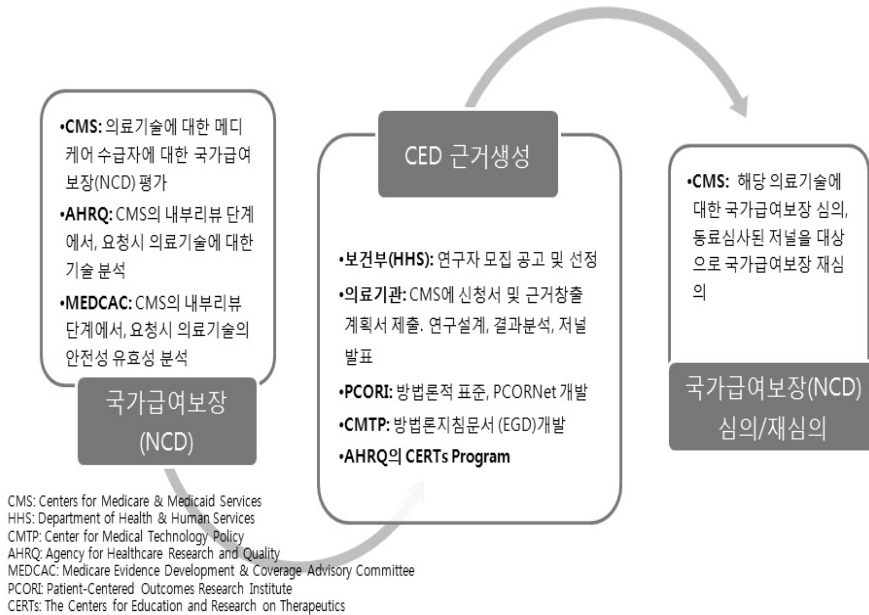 •CMS: 의료기술에 대한 메디
케어 수급자에 대한 국가급여
보장(NCD) 평가
•AHRQ: CMS의 내부리뷰 단계
에서, 요청시 의료기술에 대한
기술 분석
•MEDCAC: CMS의 내부리뷰
단계에서, 요청시 의료기술의
안전성 유효성 분석
국가급여보장
(NCD)
CED 근거생성
•보건부(HHS): 연구자 모집 공고 및 선정
•의료기관: CMS에 신청서 및 근거창출
계획서 제출. 연구설계, 결과분석, 저널
발표
•PCORI: 방법론적 표준, PCORNet 개발
•CMTP: 방법론지침문서 (EGD)개발
•AHRQ의 CERTs Program
•CMS: 해당 의료기술에
대한 국가급여보장 심의,
동료심사된 저널을 대상
으로 국가급여보장 재심
의
국가급여보장(NCD)
심의/재심의
CMS: Centers for Medicare & Medicaid Services
HHS: Department of Health & Human Services
CMTP: Center for Medical Technology Policy
AHRQ: Agency for Healthcare Research and Quality
MEDCAC: Medicare Evidence Development & Coverage Advisory Committee
PCORI: Patient-Centered Outcomes Research Institute
CERTs: The Centers for Education and Research on Therapeutics